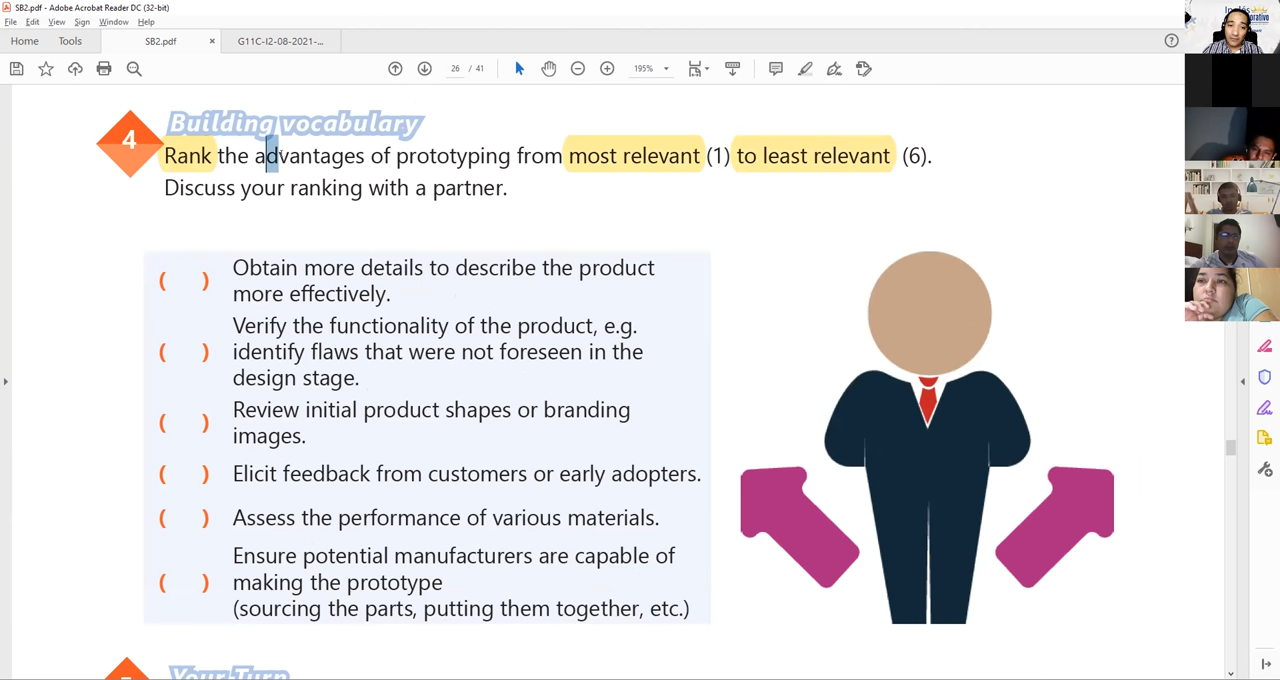 SB2.pdf - Adobe Acrobat Reader DC (32-bit)
File Edit View Sign Window Help
Home Tools SB2.pdf × G11C-I2-08-2021-...
26 / 41 195%
4 Building vocabulary
Rank the advantages of prototyping from most relevant (1) to least relevant (6).
Discuss your ranking with a partner.
( ) Obtain more details to describe the product
more effectively.
Verify the functionality of the product, e.g.
( ) identify flaws that were not foreseen in the
design stage.
( ) Review initial product shapes or branding
images.
( ) Elicit feedback from customers or early adopters.
( ) Assess the performance of various materials.
Ensure potential manufacturers are capable of
( ) making the prototype
(sourcing the parts, putting them together, etc.)
Your Turn